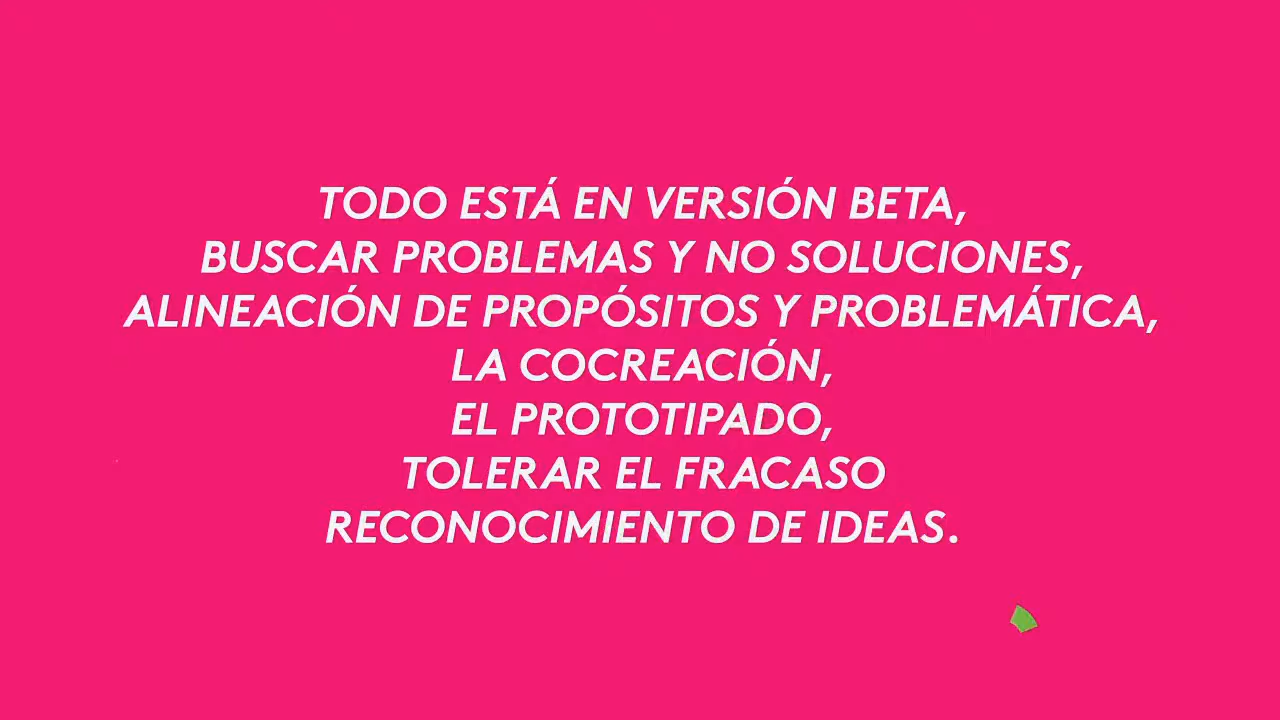 TODO ESTÁ EN VERSIÓN BETA,
BUSCAR PROBLEMAS Y NO SOLUCIONES,
ALINEACIÓN DE PROPÓSITOS Y PROBLEMÁTICA,
LA COCREACIÓN,
EL PROTOTIPADO,
TOLERAR EL FRACASO
RECONOCIMIENTO DE IDEAS.